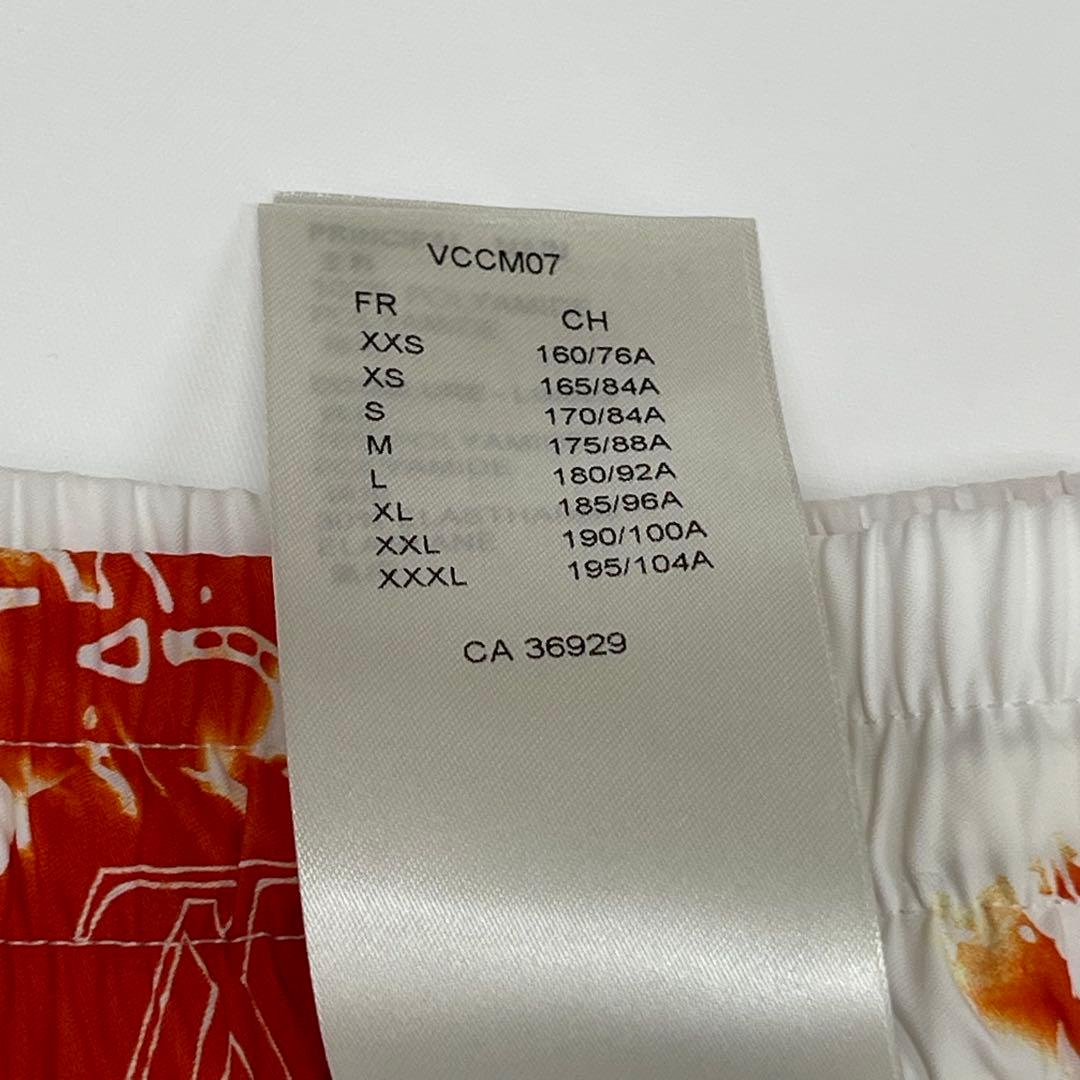 VCCM07
FR CH
XXS 160/76A
XS 165/84A
S 170/84A
M 175/88A
L 180/92A
XL 185/96A
XXL 190/100A
XXXL 195/104A
CA 36929